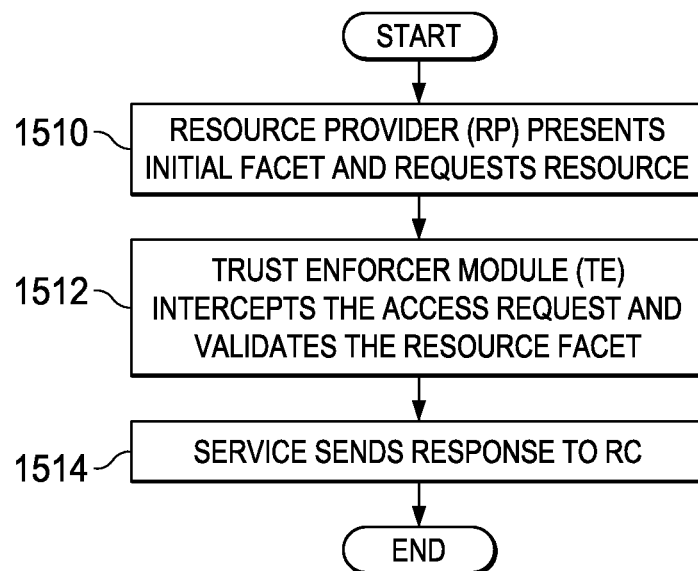 START
1510
RESOURCE PROVIDER (RP) PRESENTS
INITIAL FACET AND REQUESTS RESOURCE
1512
TRUST ENFORCER MODULE (TE)
INTERCEPTS THE ACCESS REQUEST AND
VALIDATES THE RESOURCE FACET
1514
SERVICE SENDS RESPONSE TO RC
END